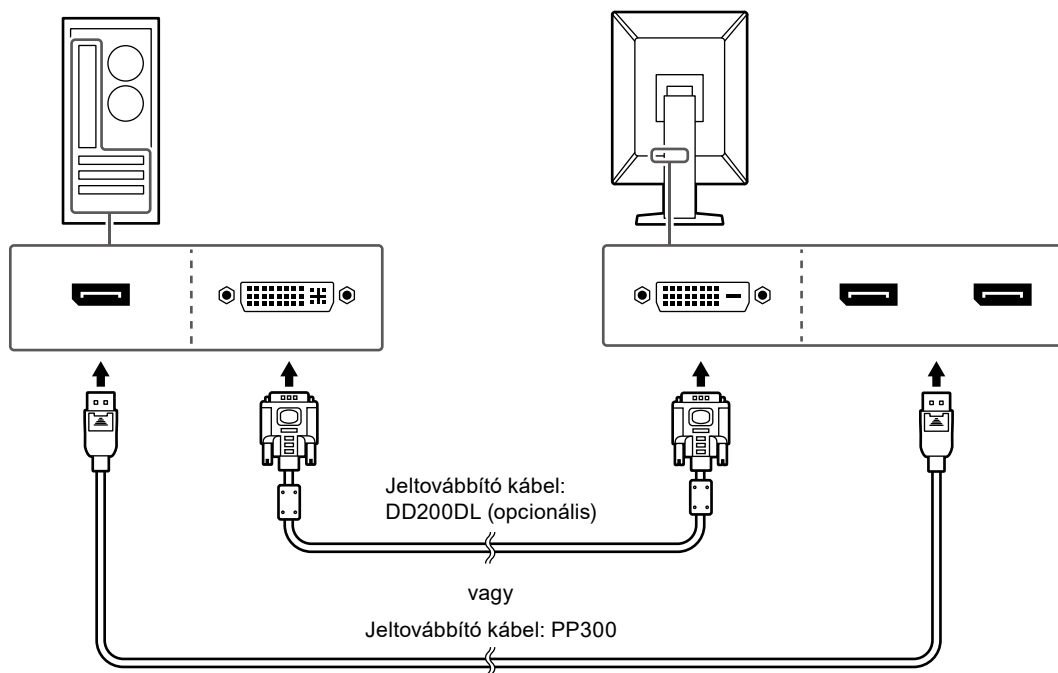 Jeltovábbító kábel:
DD200DL (opcionális)
vagy
Jeltovábbító kábel: PP300